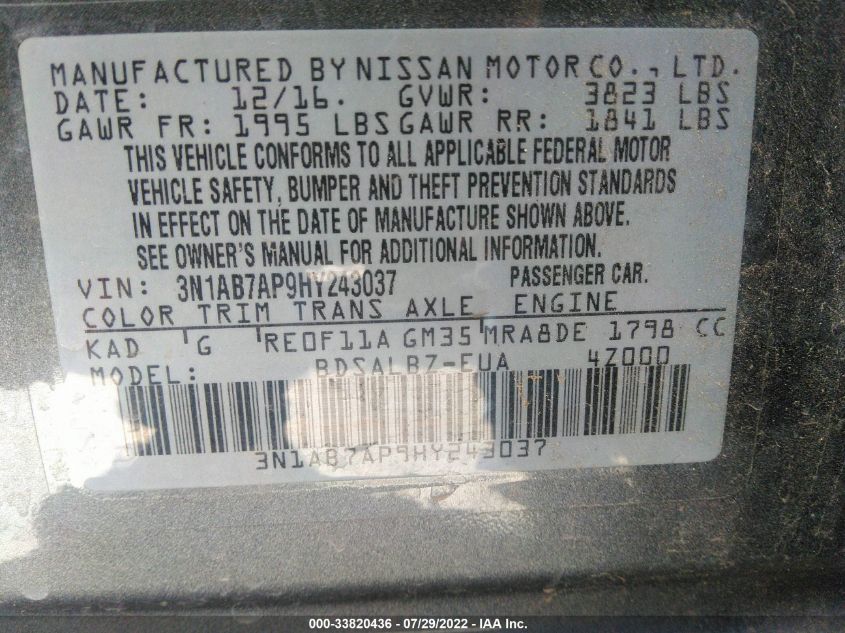 MANUFACTURED BY NISSAN MOTOR CO., LTD.
DATE: 12/16. GVWR: 3823 LBS
GAWR FR: 1995 LBS GAWR RR: 1841 LBS
THIS VEHICLE CONFORMS TO ALL APPLICABLE FEDERAL MOTOR
VEHICLE SAFETY, BUMPER AND THEFT PREVENTION STANDARDS
IN EFFECT ON THE DATE OF MANUFACTURE SHOWN ABOVE.
SEE OWNER'S MANUAL FOR ADDITIONAL INFORMATION.
VIN: 3N1AB7AP9HY243037 PASSENGER CAR.
COLOR TRIM TRANS AXLE ENGINE
KAD G RE0F11A GM35 MRA8DE 1798 CC
MODEL: BDSALB7-EUA 4Z000
3N1AB7AP9HY243037
000-33820436 - 07/29/2022 - IAA Inc.